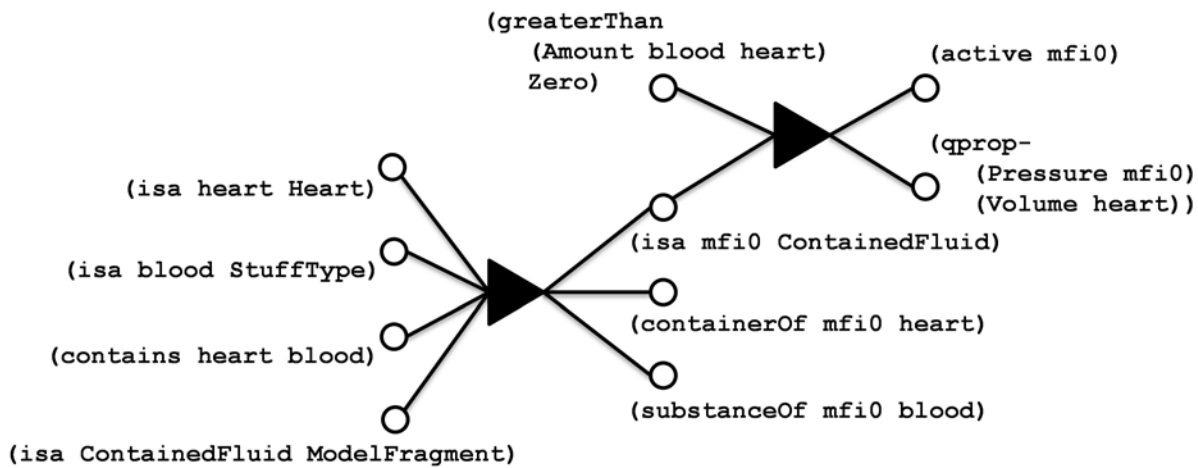 (greaterThan
(Amount blood heart)
Zero)
(active mfi0)
(qprop-
(Pressure mfi0)
(Volume heart))
(isa heart Heart)
(isa mfi0 ContainedFluid)
(isa blood StuffType)
(containerOf mfi0 heart)
(contains heart blood)
(substanceOf mfi0 blood)
(isa ContainedFluid ModelFragment)